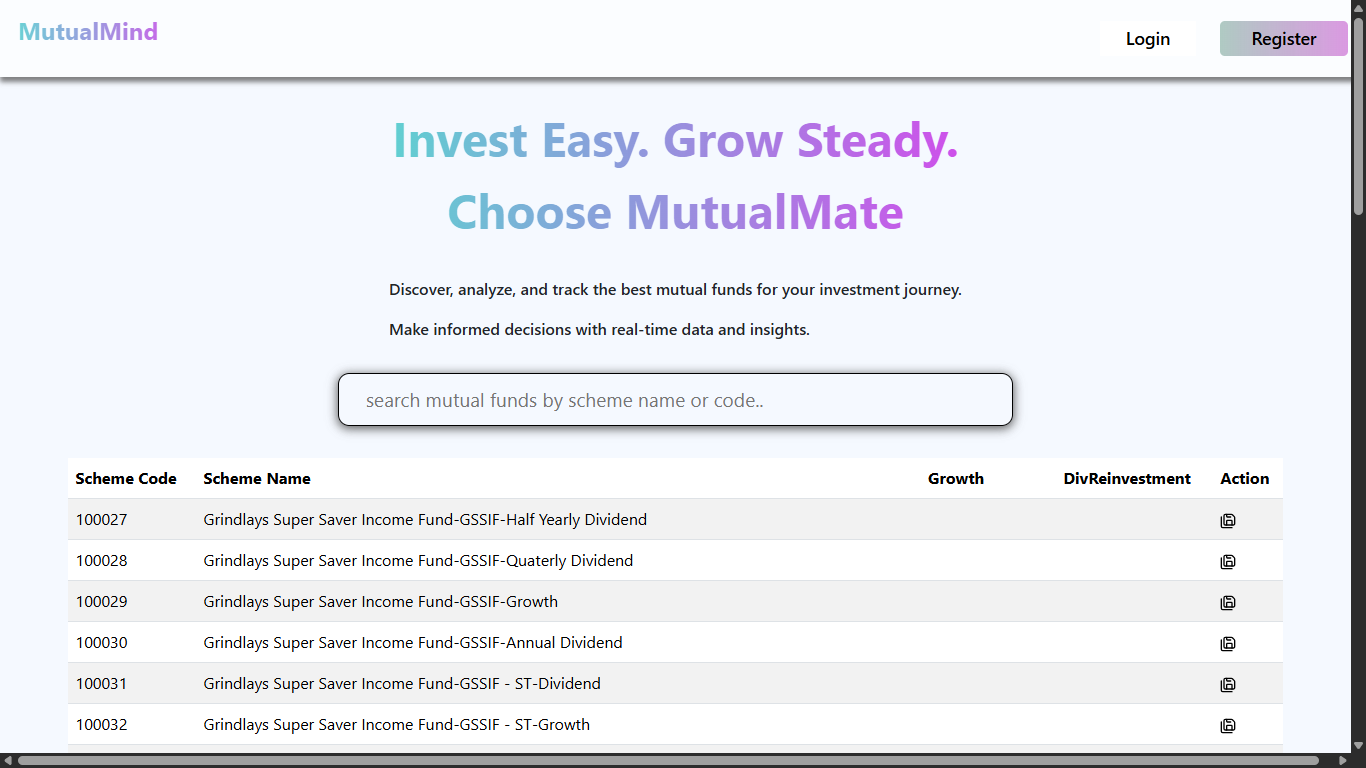 MutualMind
Login
Register
Invest Easy. Grow Steady.
Choose MutualMate
Discover, analyze, and track the best mutual funds for your investment journey.
Make informed decisions with real-time data and insights.
search mutual funds by scheme name or code..
Scheme Code Scheme Name Growth DivReinvestment Action
100027 Grindlays Super Saver Income Fund-GSSIF-Half Yearly Dividend
100028 Grindlays Super Saver Income Fund-GSSIF-Quaterly Dividend
100029 Grindlays Super Saver Income Fund-GSSIF-Growth
100030 Grindlays Super Saver Income Fund-GSSIF-Annual Dividend
100031 Grindlays Super Saver Income Fund-GSSIF - ST-Dividend
100032 Grindlays Super Saver Income Fund-GSSIF - ST-Growth